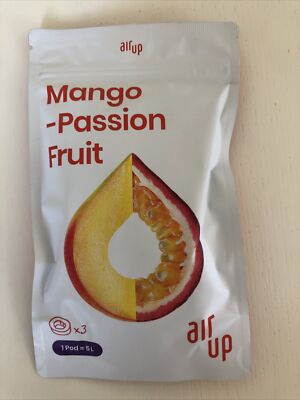 air up
Mango
-Passion
Fruit
x3
1 Pod = 5L
air
up